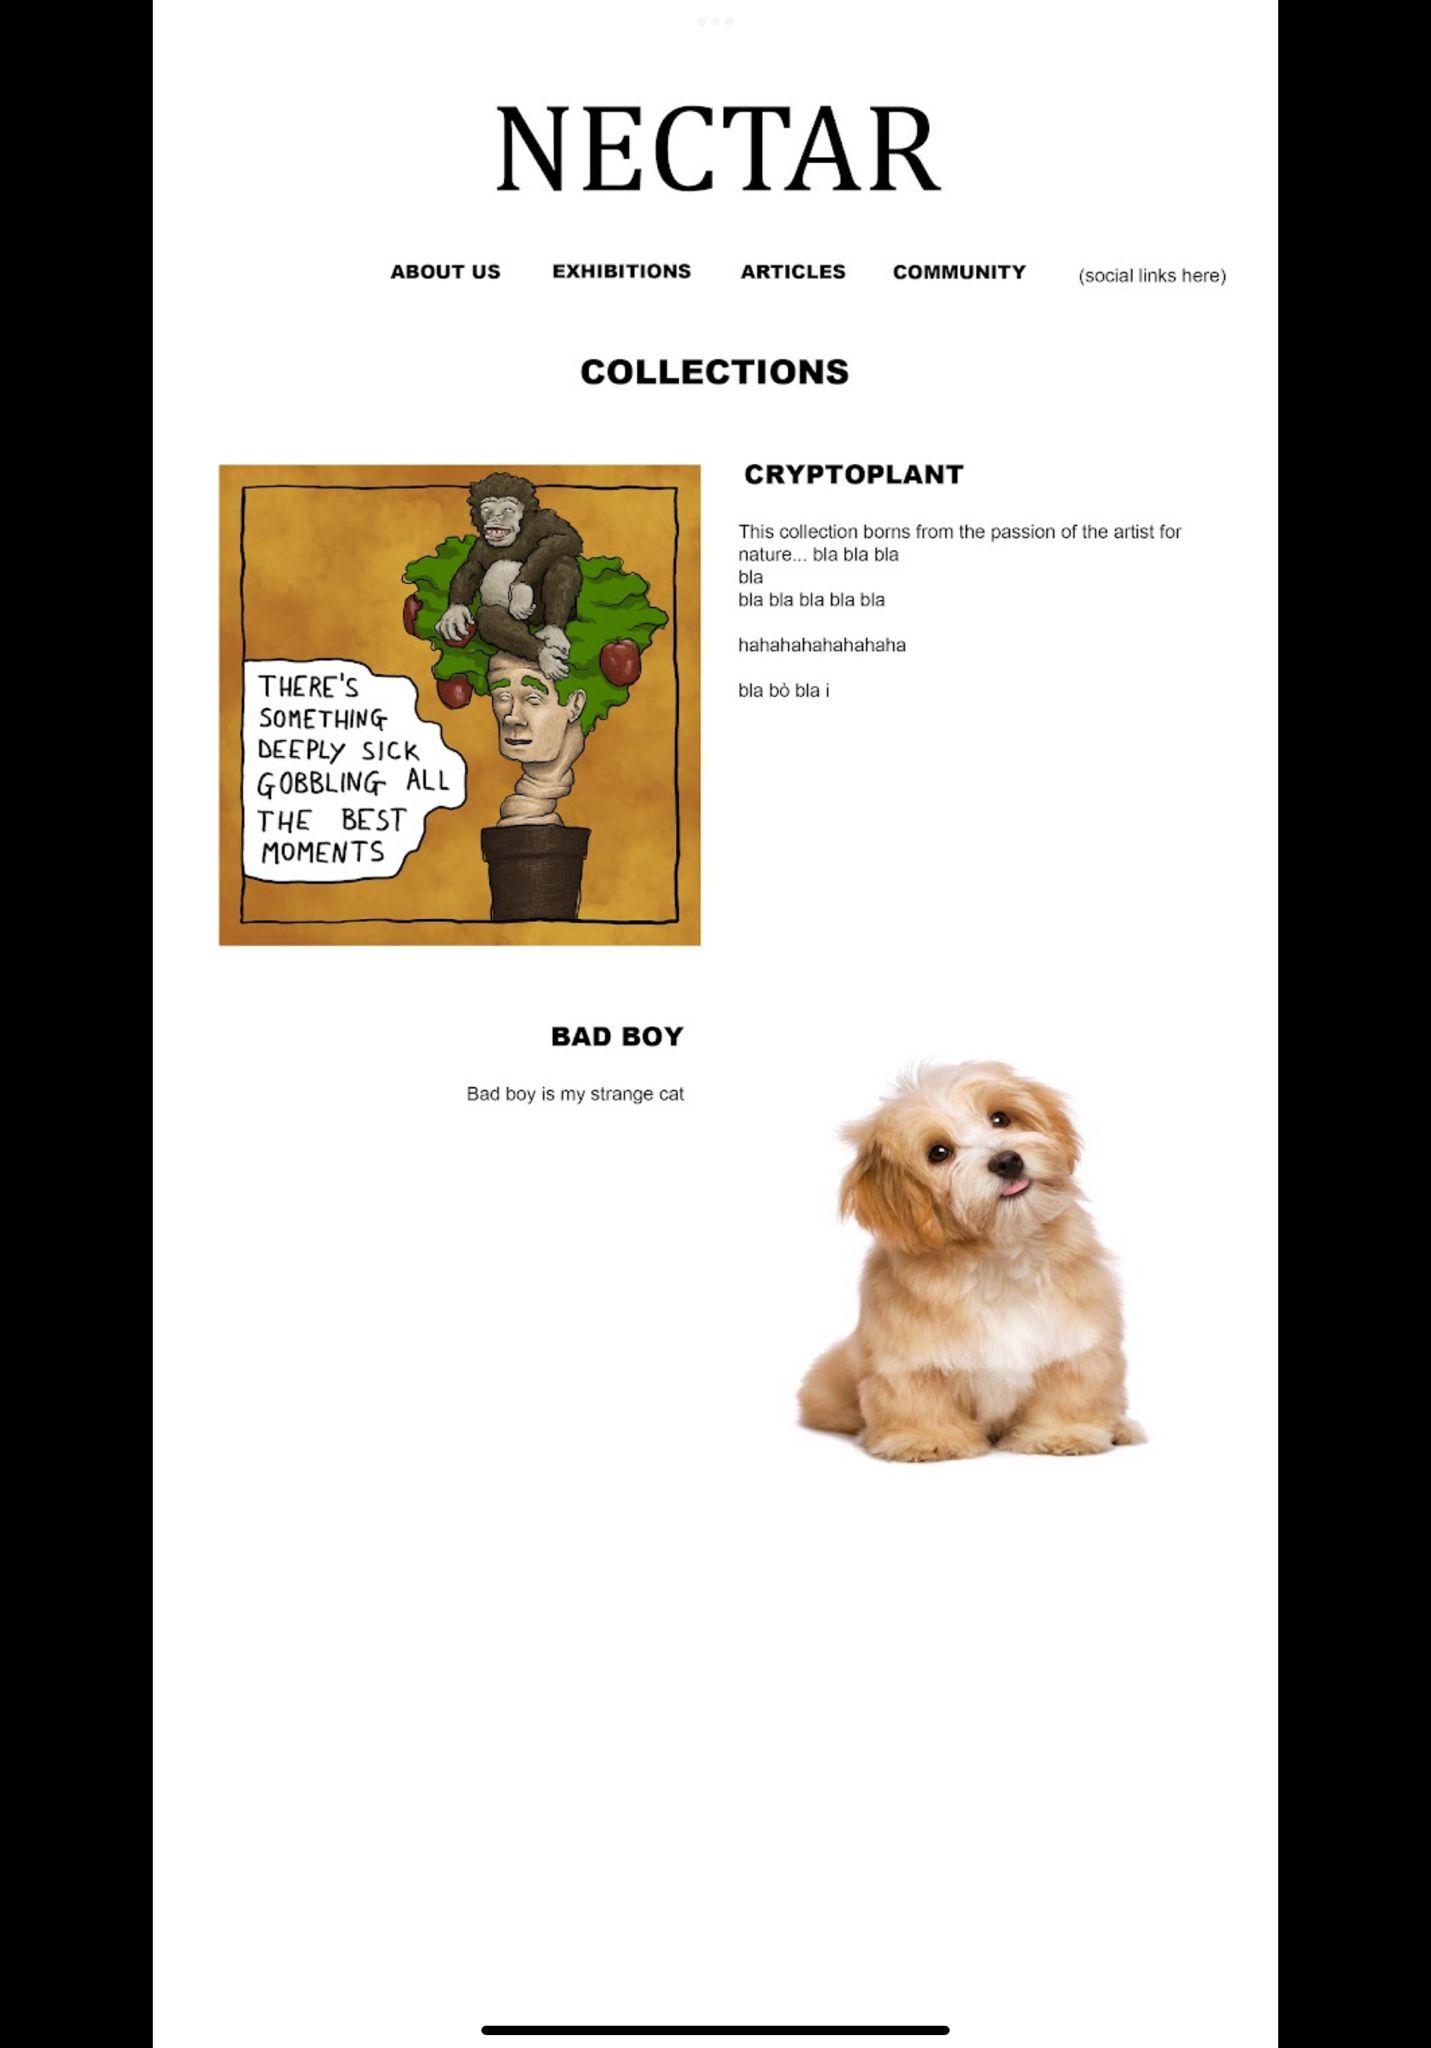 NECTAR
ABOUT US EXHIBITIONS ARTICLES COMMUNITY (social links here)
COLLECTIONS
THERE'S
SOMETHING
DEEPLY SICK
GOBBLING ALL
THE BEST
MOMENTS
CRYPTOPLANT
This collection borns from the passion of the artist for
nature... bla bla bla
bla
bla bla bla bla bla
hahahahahahahaha
bla bò bla i
BAD BOY
Bad boy is my strange cat